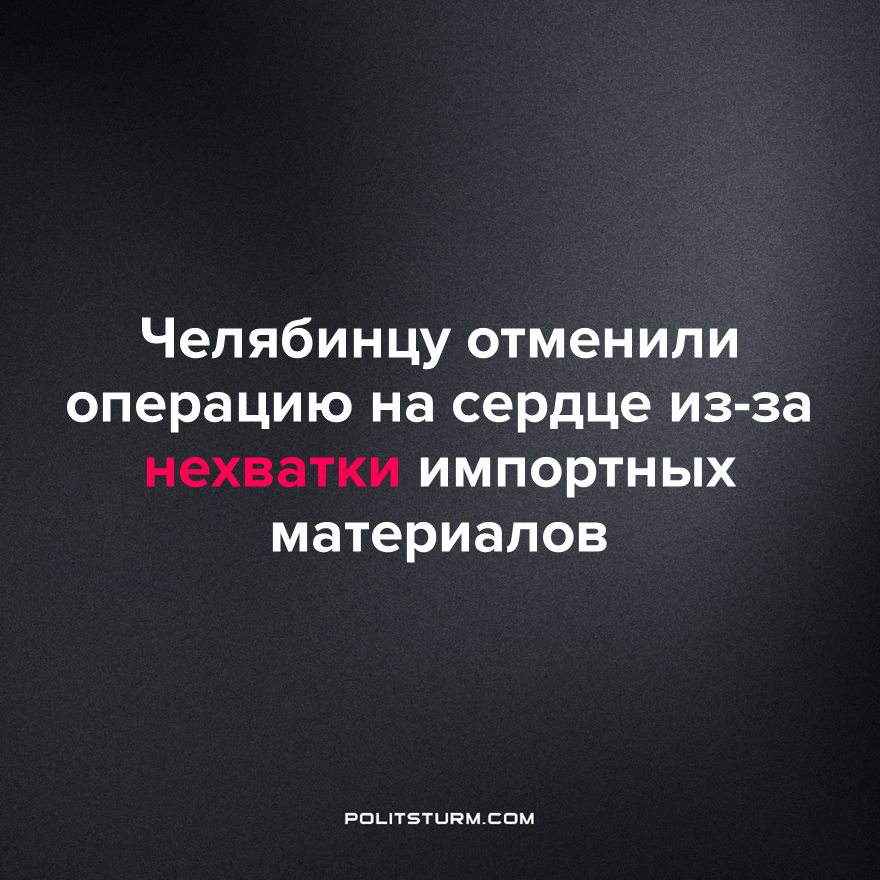 Челябинцу отменили
операцию на сердце из-за
нехватки импортных
материалов
POLITSTURM.COM